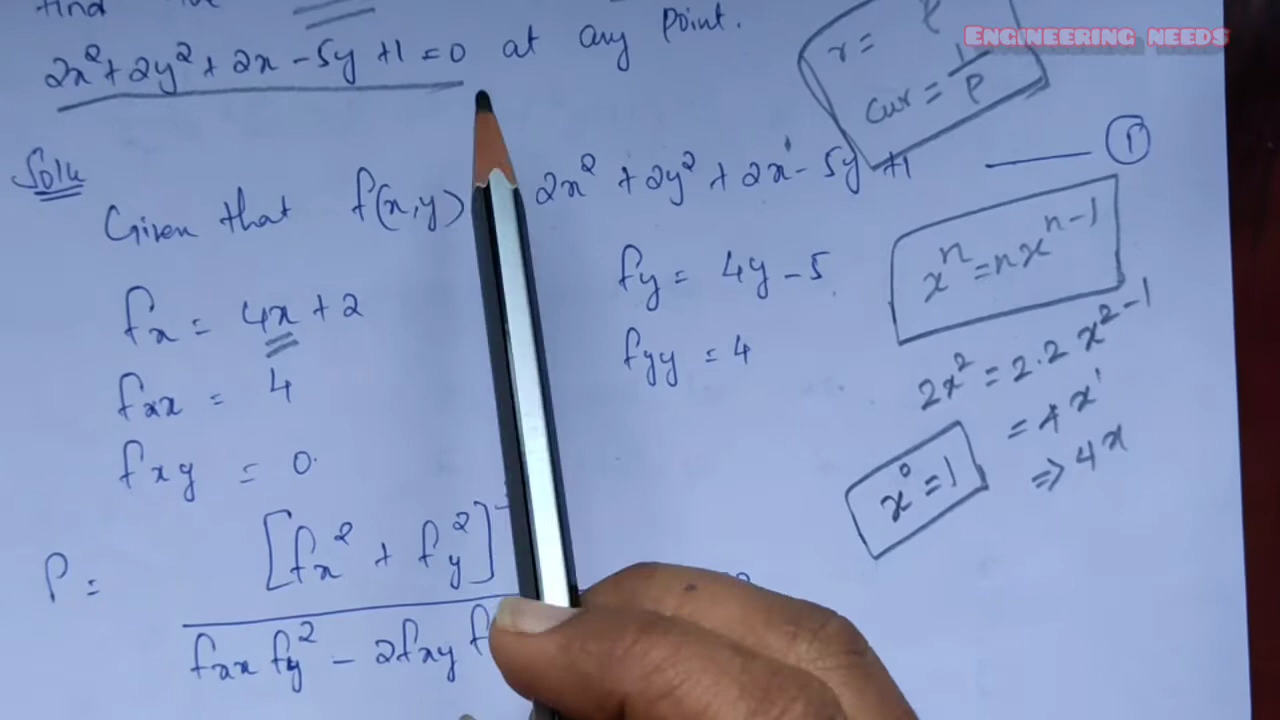 find
2x² + 2y² + 2x - 5y + 1 = 0 at any point.
r = ρ
cur = 1/ρ
ENGINEERING NEEDS
Soln
Given that f(x,y) 2x² + 2y² + 2x¹ - 5y + 1 —— ①
fx = 4x + 2
fy = 4y - 5
xⁿ = nxⁿ⁻¹
fxx = 4
fyy = 4
2x² = 2.2 x²⁻¹
= 4x¹
⇒ 4x
fxy = 0.
x⁰ = 1
ρ = [fx² + fy²]
fxx fy² - 2fxy f